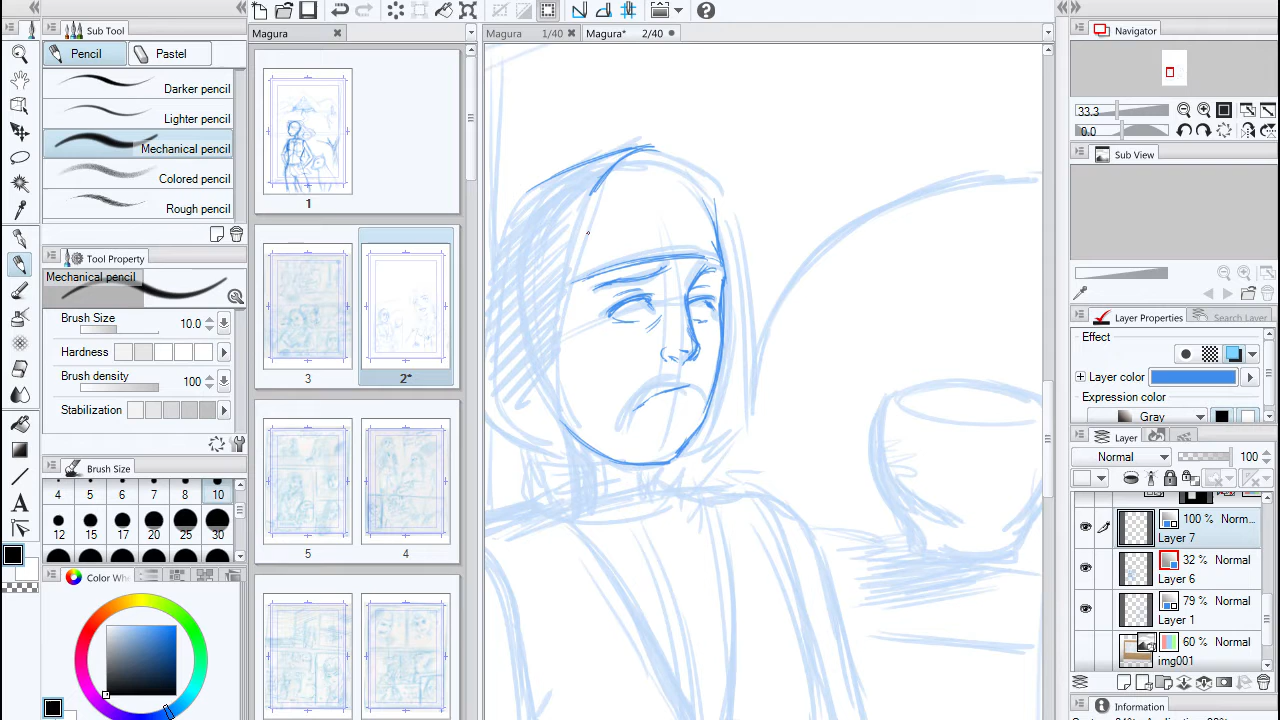 Sub Tool
Pencil
Pastel
Darker pencil
Lighter pencil
Mechanical pencil
Colored pencil
Rough pencil
Tool Property
Mechanical pencil
Brush Size
10.0
Hardness
Brush density
100
Stabilization
Brush Size
4 5 6 7 8 10
12 15 17 20 25 30
Color Whe
Magura
1
3 2*
5 4
Magura 1/40
Magura* 2/40
Navigator
33.3
0.0
Sub View
Layer Properties
Search Layer
Effect
Layer color
Expression color
Gray
Layer
Normal
100
100 % Norm...
Layer 7
32 % Normal
Layer 6
79 % Normal
Layer 1
60 % Normal
img001
Information